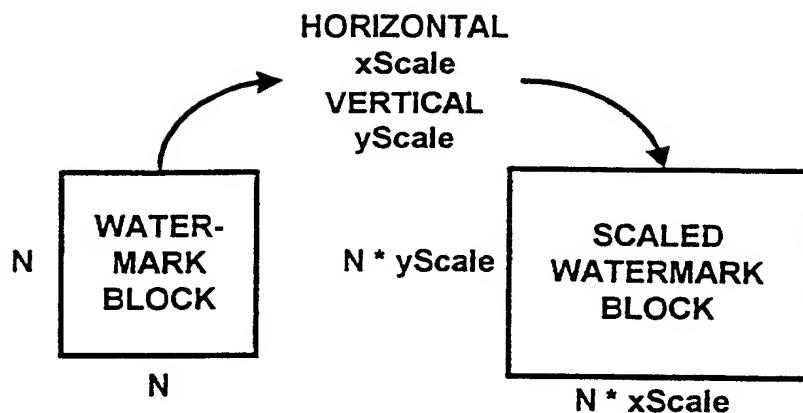 HORIZONTAL
xScale
VERTICAL
yScale
WATER-
MARK
BLOCK
N
N
SCALED
WATERMARK
BLOCK
N * yScale
N * xScale